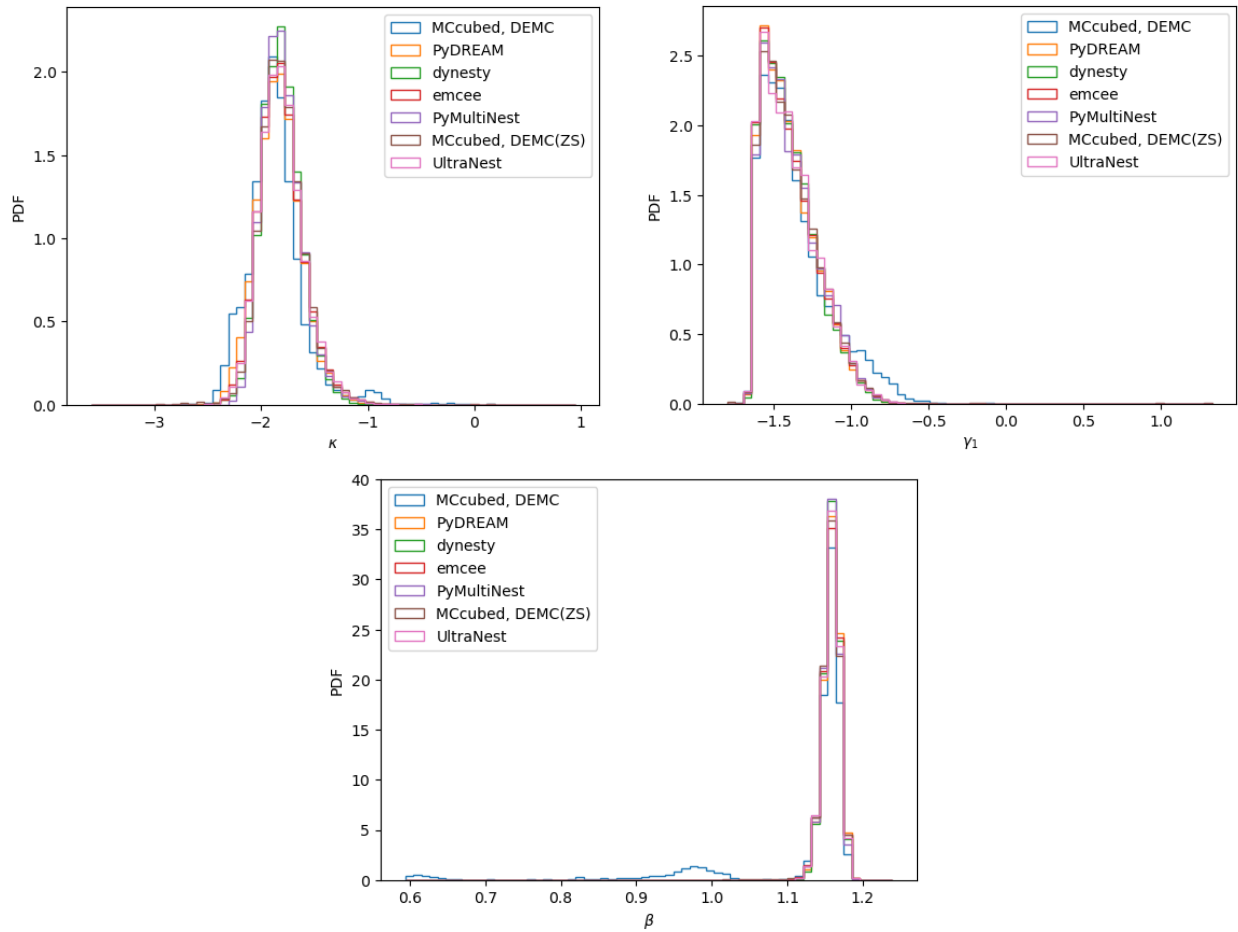 PDF
2.0
1.5
1.0
0.5
0.0
−3
−2
−1
0
1
κ
MCcubed, DEMC
PyDREAM
dynesty
emcee
PyMultiNest
MCcubed, DEMC(ZS)
UltraNest
PDF
2.5
2.0
1.5
1.0
0.5
0.0
−1.5
−1.0
−0.5
0.0
0.5
1.0
γ₁
MCcubed, DEMC
PyDREAM
dynesty
emcee
PyMultiNest
MCcubed, DEMC(ZS)
UltraNest
PDF
40
35
30
25
20
15
10
5
0
0.6
0.7
0.8
0.9
1.0
1.1
1.2
β
MCcubed, DEMC
PyDREAM
dynesty
emcee
PyMultiNest
MCcubed, DEMC(ZS)
UltraNest